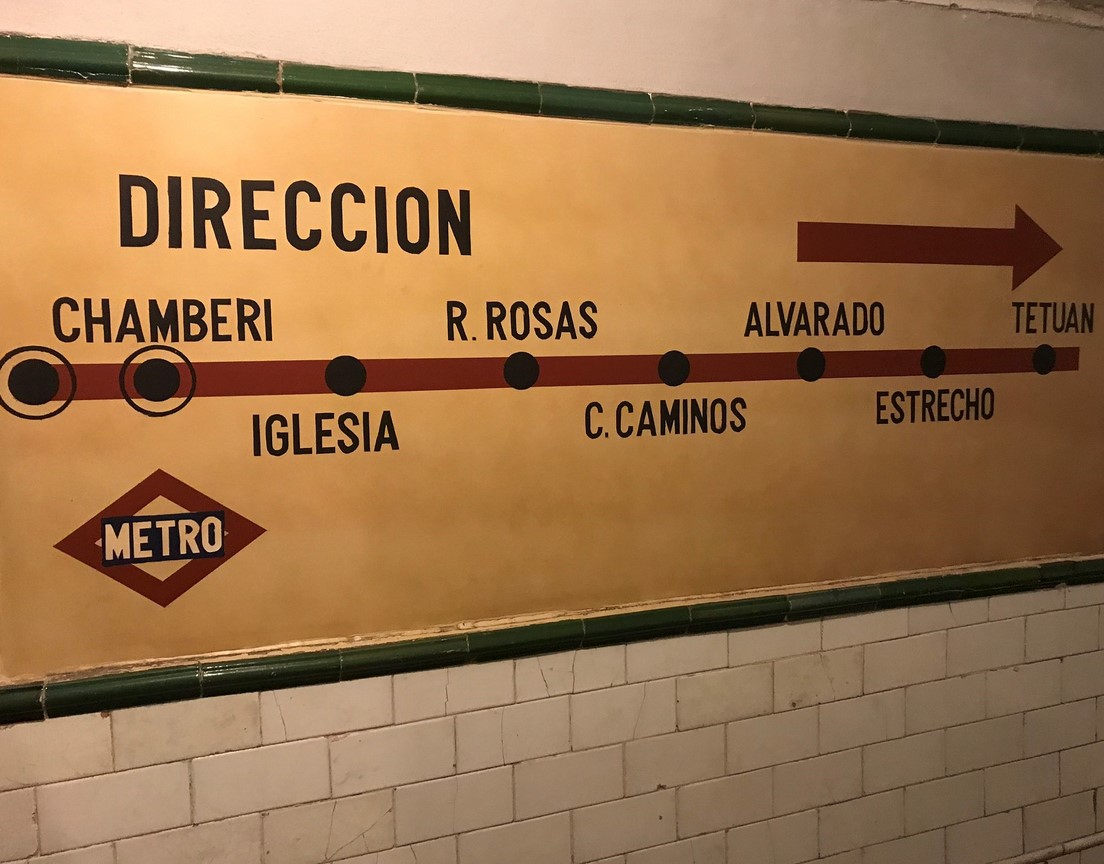 DIRECCION
CHAMBERI
R. ROSAS
ALVARADO
TETUAN
IGLESIA
C. CAMINOS
ESTRECHO
METRO